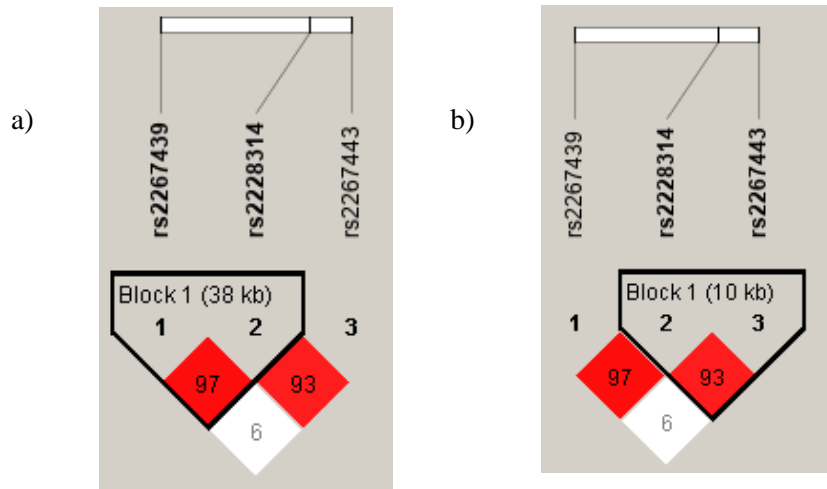 a)
rs2267439
rs2228314
rs2267443
Block 1 (38 kb)
1 2 3
97 93
6
b)
rs2267439
rs2228314
rs2267443
Block 1 (10 kb)
1 2 3
97 93
6